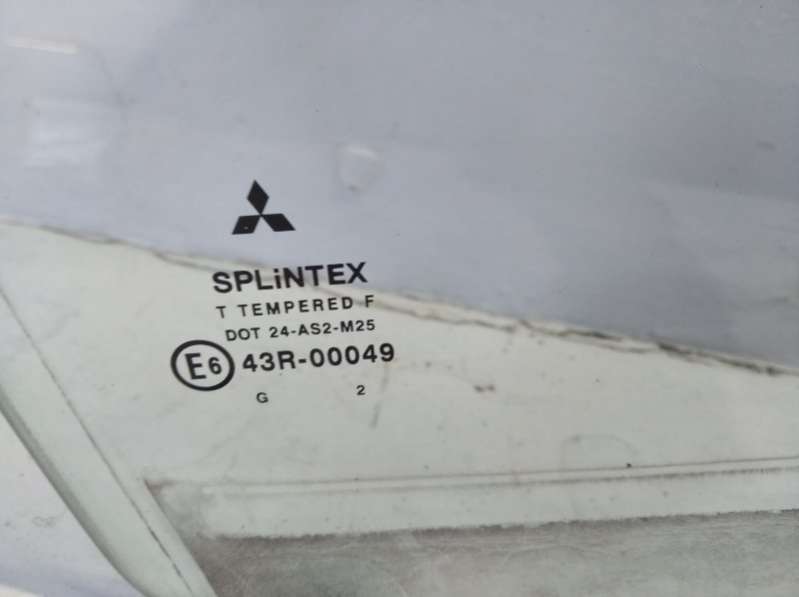 SPLiNTEX
T TEMPERED F
DOT 24-AS2-M25
E6 43R-00049
G 2